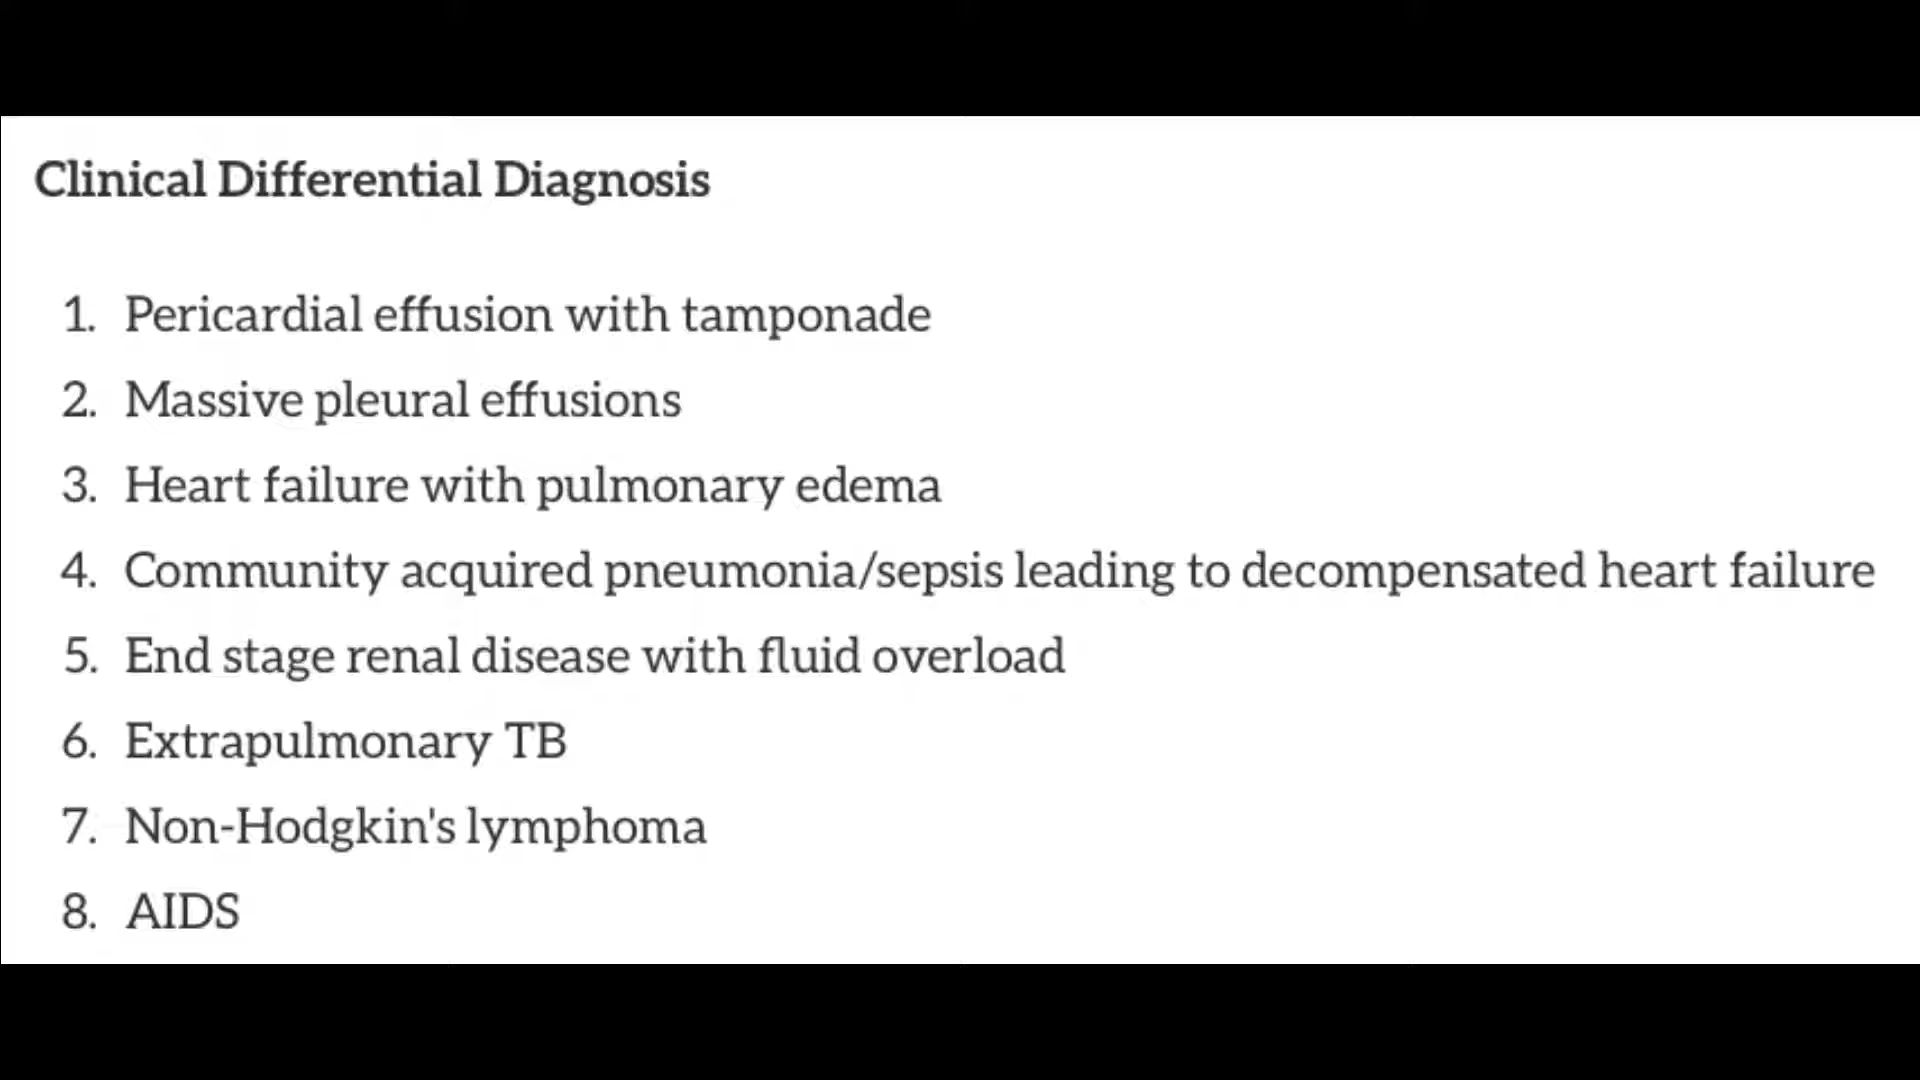 Clinical Differential Diagnosis
1. Pericardial effusion with tamponade
2. Massive pleural effusions
3. Heart failure with pulmonary edema
4. Community acquired pneumonia/sepsis leading to decompensated heart failure
5. End stage renal disease with fluid overload
6. Extrapulmonary TB
7. Non-Hodgkin's lymphoma
8. AIDS